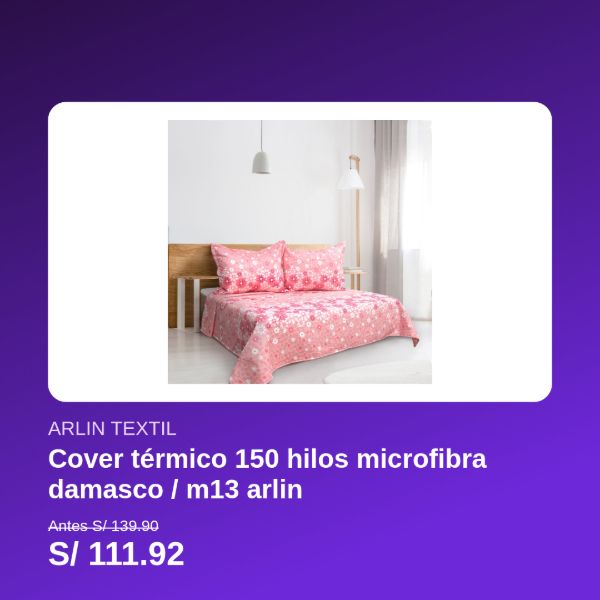 ARLIN TEXTIL
Cover térmico 150 hilos microfibra
damasco / m13 arlin
Antes S/ 139.90
S/ 111.92